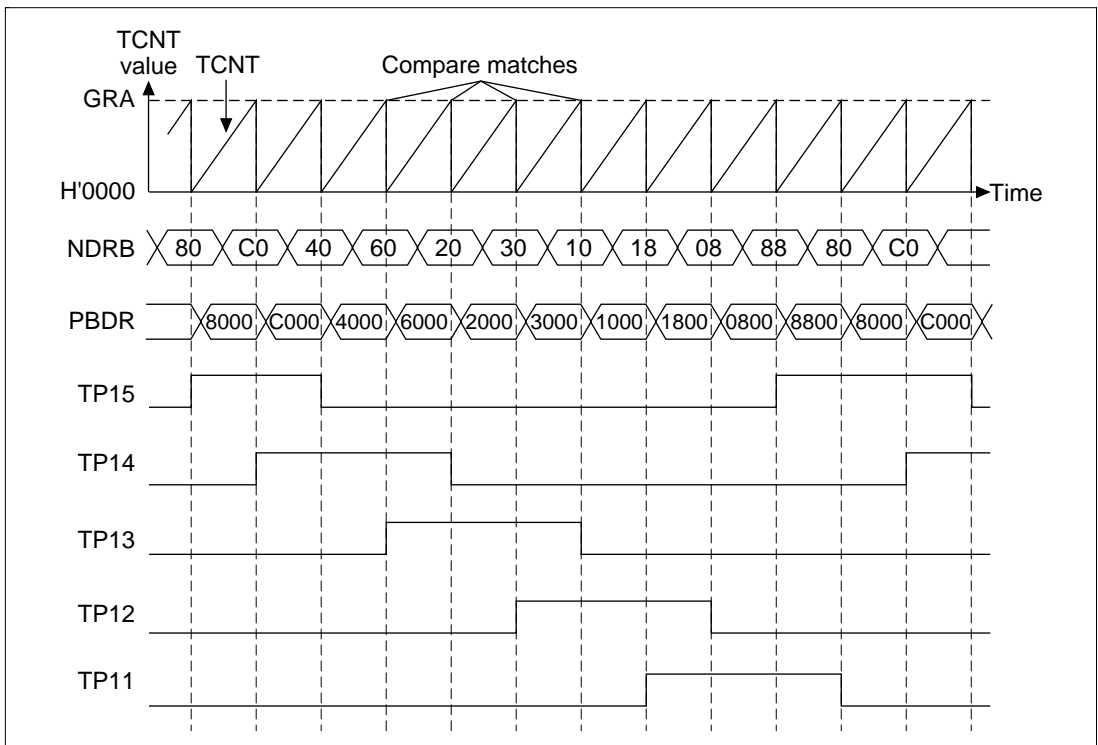 TCNT
value TCNT Compare matches
GRA
H'0000 Time
NDRB 80 C0 40 60 20 30 10 18 08 88 80 C0
PBDR 8000 C000 4000 6000 2000 3000 1000 1800 0800 8800 8000 C000
TP15
TP14
TP13
TP12
TP11